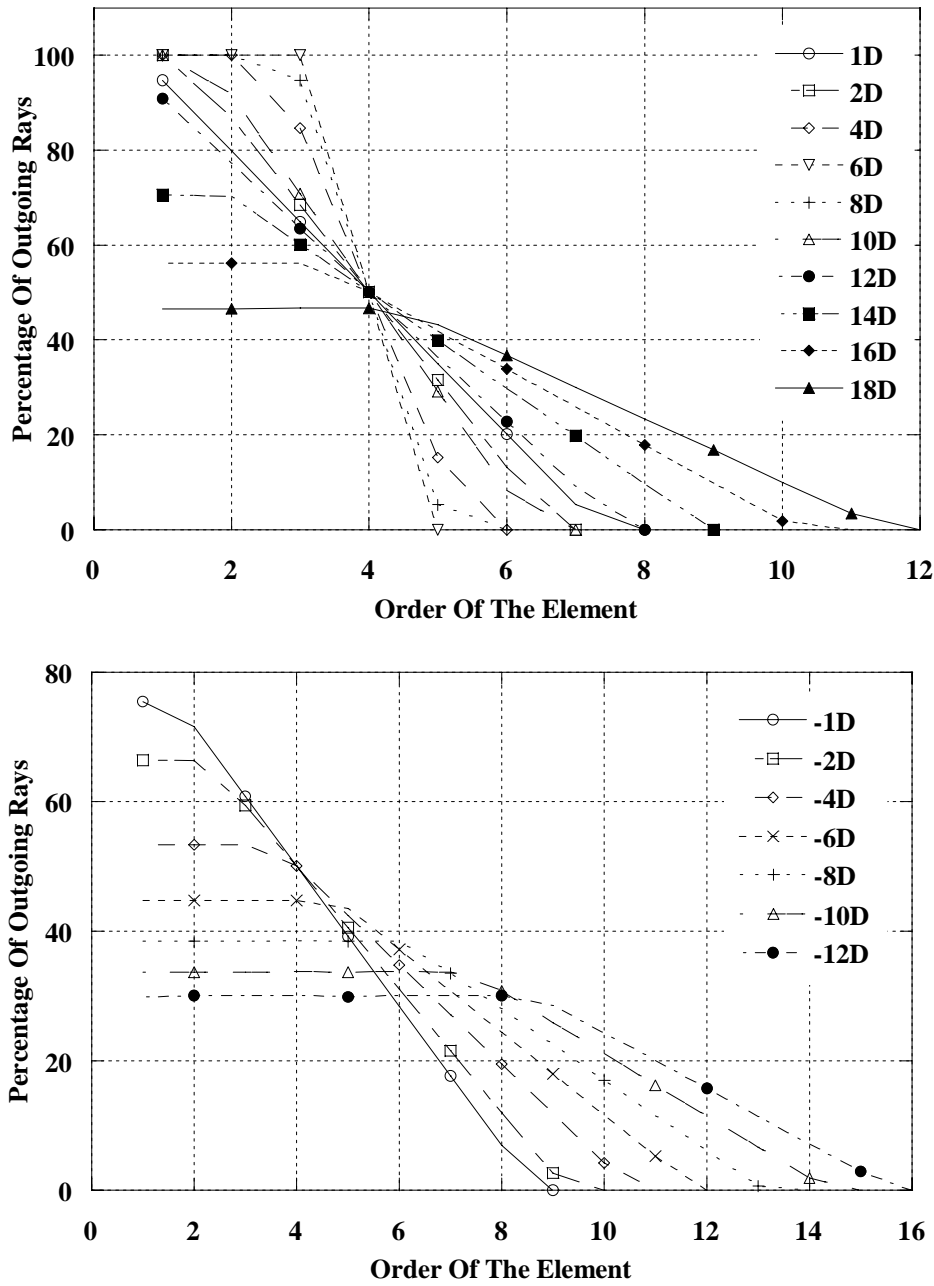 100
80
60
40
20
0
Percentage Of Outgoing Rays
1D
2D
4D
6D
8D
10D
12D
14D
16D
18D
0 2 4 6 8 10 12
Order Of The Element
80
60
40
20
0
Percentage Of Outgoing Rays
-1D
-2D
-4D
-6D
-8D
-10D
-12D
0 2 4 6 8 10 12 14 16
Order Of The Element